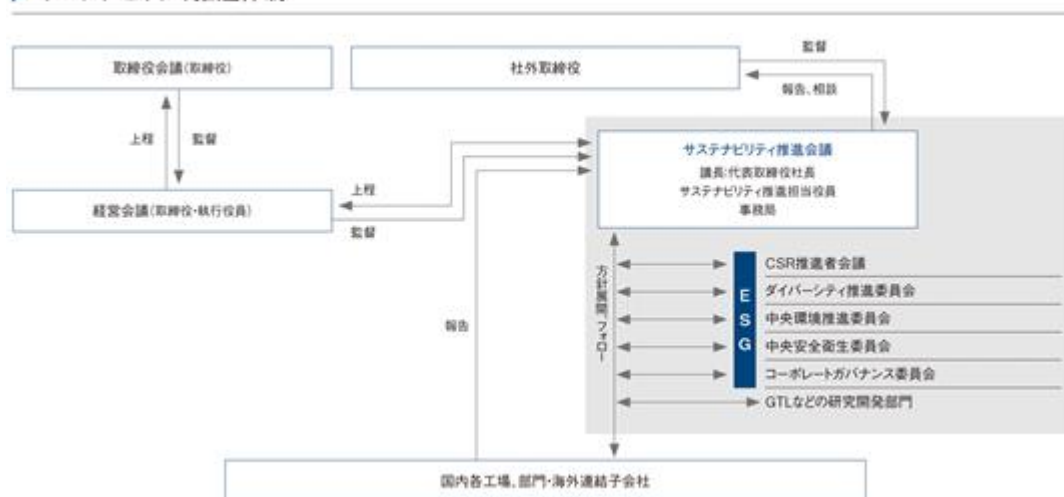 取締役会議(取締役)
社外取締役
監督
報告、相談
上程
監督
サステナビリティ推進会議
議長:代表取締役社長
サステナビリティ推進担当役員
事務局
経営会議(取締役・執行役員)
上程
監督
方針展開、フォロー
E
S
G
CSR推進者会議
ダイバーシティ推進委員会
中央環境推進委員会
中央安全衛生委員会
コーポレートガバナンス委員会
GTLなどの研究開発部門
報告
国内各工場、部門・海外連結子会社